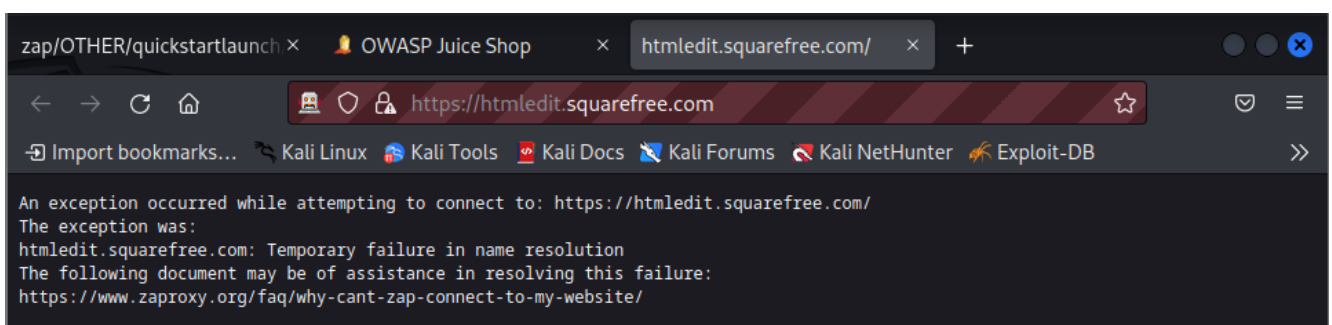 zap/OTHER/quickstartlaunch
OWASP Juice Shop
htmledit.squarefree.com/
https://htmledit.squarefree.com
Import bookmarks...
Kali Linux
Kali Tools
Kali Docs
Kali Forums
Kali NetHunter
Exploit-DB
An exception occurred while attempting to connect to: https://htmledit.squarefree.com/
The exception was:
htmledit.squarefree.com: Temporary failure in name resolution
The following document may be of assistance in resolving this failure:
https://www.zaproxy.org/faq/why-cant-zap-connect-to-my-website/